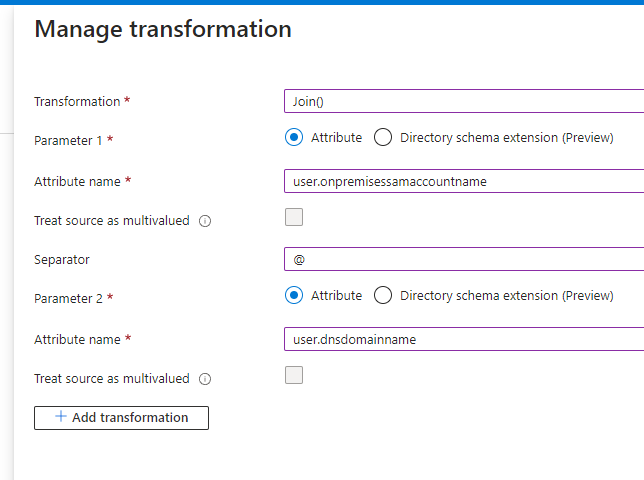 Manage transformation
Transformation *
Join()
Parameter 1 *
Attribute
Directory schema extension (Preview)
Attribute name *
user.onpremisessamaccountname
Treat source as multivalued
Separator
@
Parameter 2 *
Attribute
Directory schema extension (Preview)
Attribute name *
user.dnsdomainname
Treat source as multivalued
+ Add transformation